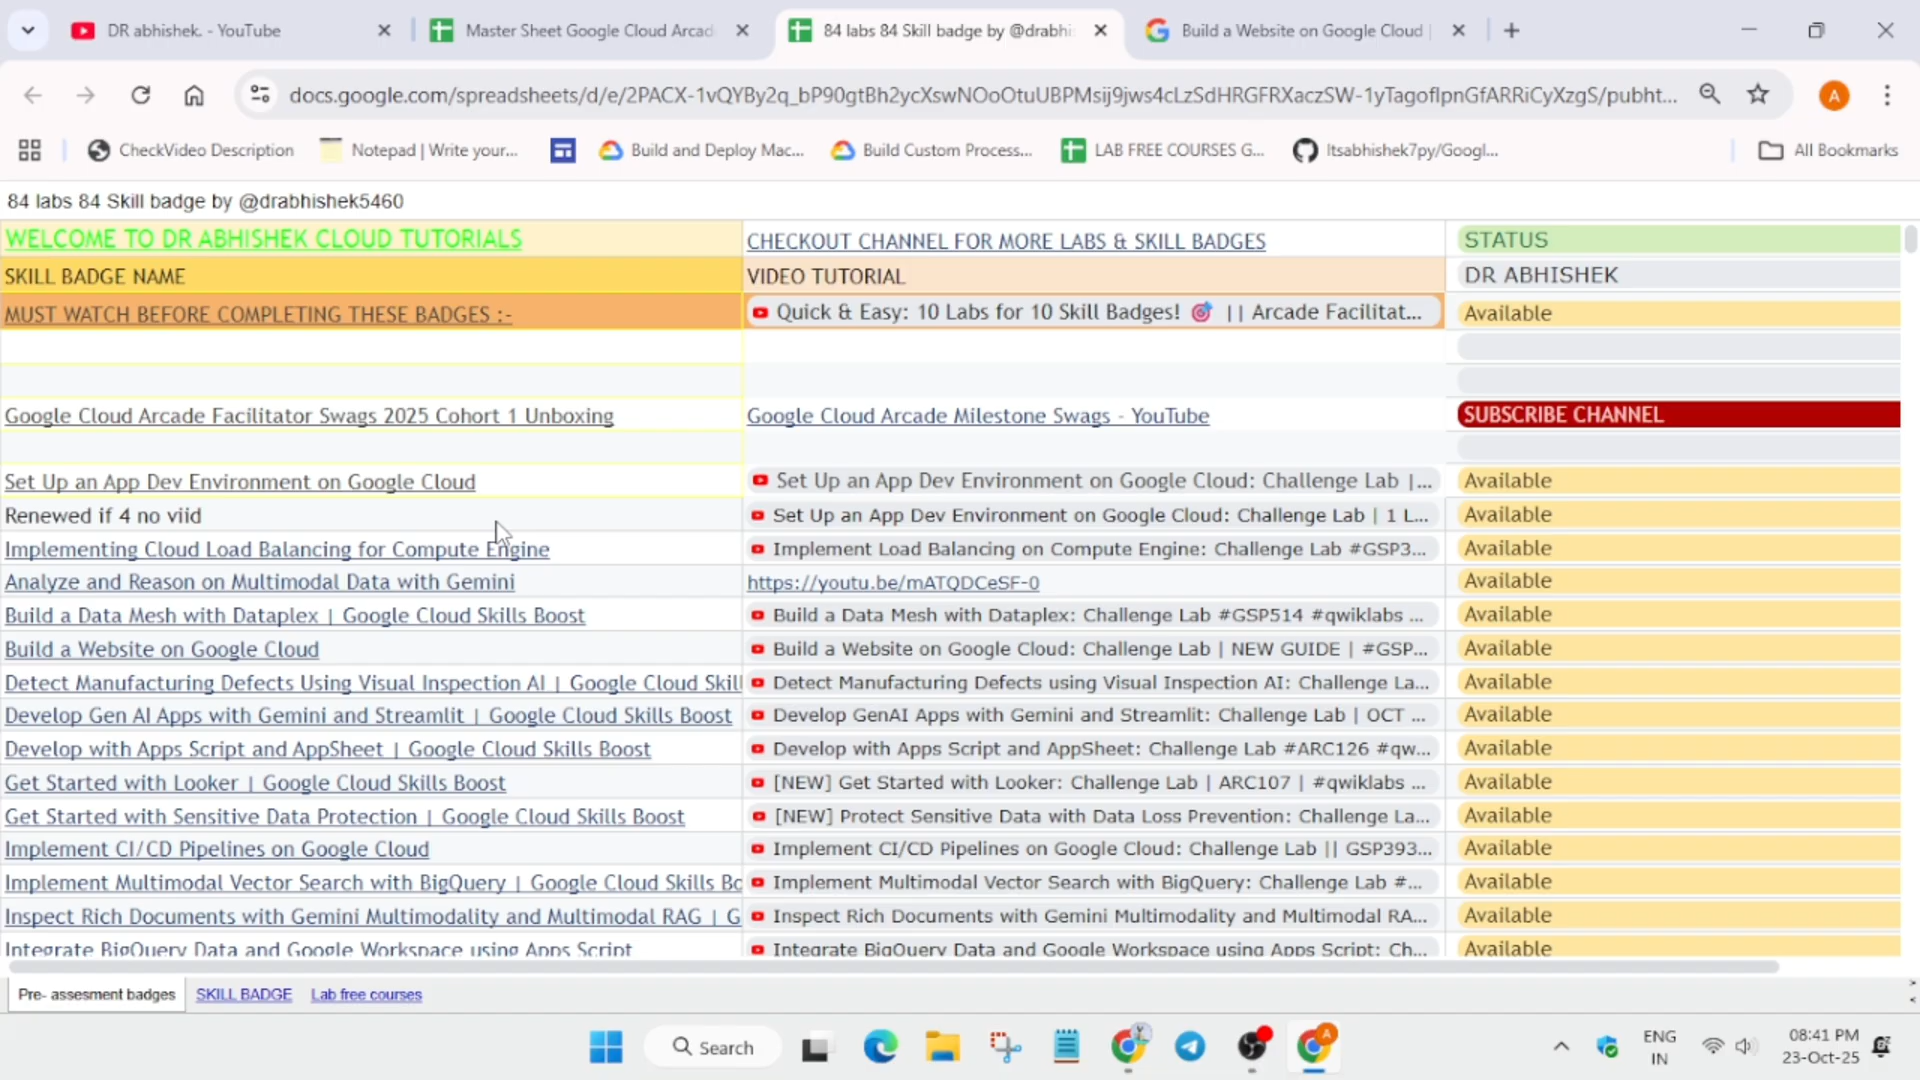 DR abhishek. - YouTube
Master Sheet Google Cloud Arcad
84 labs 84 Skill badge by @drabhi
Build a Website on Google Cloud |
docs.google.com/spreadsheets/d/e/2PACX-1vQYBy2q_bP90gtBh2ycXswNOoOtuUBPMsij9jws4cLzSdHRGFRXaczSW-1yTagoflpnGfARRiCyXzgS/pubht...
A
CheckVideo Description
Notepad | Write your...
Build and Deploy Mac...
Build Custom Process...
LAB FREE COURSES G...
Itsabhishek7py/Googl...
All Bookmarks
84 labs 84 Skill badge by @drabhishek5460
WELCOME TO DR ABHISHEK CLOUD TUTORIALS
CHECKOUT CHANNEL FOR MORE LABS & SKILL BADGES
STATUS
SKILL BADGE NAME
VIDEO TUTORIAL
DR ABHISHEK
MUST WATCH BEFORE COMPLETING THESE BADGES :-
Quick & Easy: 10 Labs for 10 Skill Badges! 🎯 || Arcade Facilitat...
Available
Google Cloud Arcade Facilitator Swags 2025 Cohort 1 Unboxing
Google Cloud Arcade Milestone Swags - YouTube
SUBSCRIBE CHANNEL
Set Up an App Dev Environment on Google Cloud
Set Up an App Dev Environment on Google Cloud: Challenge Lab |...
Available
Renewed if 4 no viid
Set Up an App Dev Environment on Google Cloud: Challenge Lab | 1 L...
Available
Implementing Cloud Load Balancing for Compute Engine
Implement Load Balancing on Compute Engine: Challenge Lab #GSP3...
Available
Analyze and Reason on Multimodal Data with Gemini
https://youtu.be/mATQDCeSF-0
Available
Build a Data Mesh with Dataplex | Google Cloud Skills Boost
Build a Data Mesh with Dataplex: Challenge Lab #GSP514 #qwiklabs ...
Available
Build a Website on Google Cloud
Build a Website on Google Cloud: Challenge Lab | NEW GUIDE | #GSP...
Available
Detect Manufacturing Defects Using Visual Inspection AI | Google Cloud Skill
Detect Manufacturing Defects using Visual Inspection AI: Challenge La...
Available
Develop Gen AI Apps with Gemini and Streamlit | Google Cloud Skills Boost
Develop GenAI Apps with Gemini and Streamlit: Challenge Lab | OCT ...
Available
Develop with Apps Script and AppSheet | Google Cloud Skills Boost
Develop with Apps Script and AppSheet: Challenge Lab #ARC126 #qw...
Available
Get Started with Looker | Google Cloud Skills Boost
[NEW] Get Started with Looker: Challenge Lab | ARC107 | #qwiklabs ...
Available
Get Started with Sensitive Data Protection | Google Cloud Skills Boost
[NEW] Protect Sensitive Data with Data Loss Prevention: Challenge La...
Available
Implement CI/CD Pipelines on Google Cloud
Implement CI/CD Pipelines on Google Cloud: Challenge Lab || GSP393...
Available
Implement Multimodal Vector Search with BigQuery | Google Cloud Skills Bo
Implement Multimodal Vector Search with BigQuery: Challenge Lab #...
Available
Inspect Rich Documents with Gemini Multimodality and Multimodal RAG | G
Inspect Rich Documents with Gemini Multimodality and Multimodal RA...
Available
Integrate BigQuery Data and Google Workspace using Apps Script
Integrate BigQuery Data and Google Workspace using Apps Script: Ch...
Available
Pre- assesment badges
SKILL BADGE
Lab free courses
Search
ENG
IN
08:41 PM
23-Oct-25